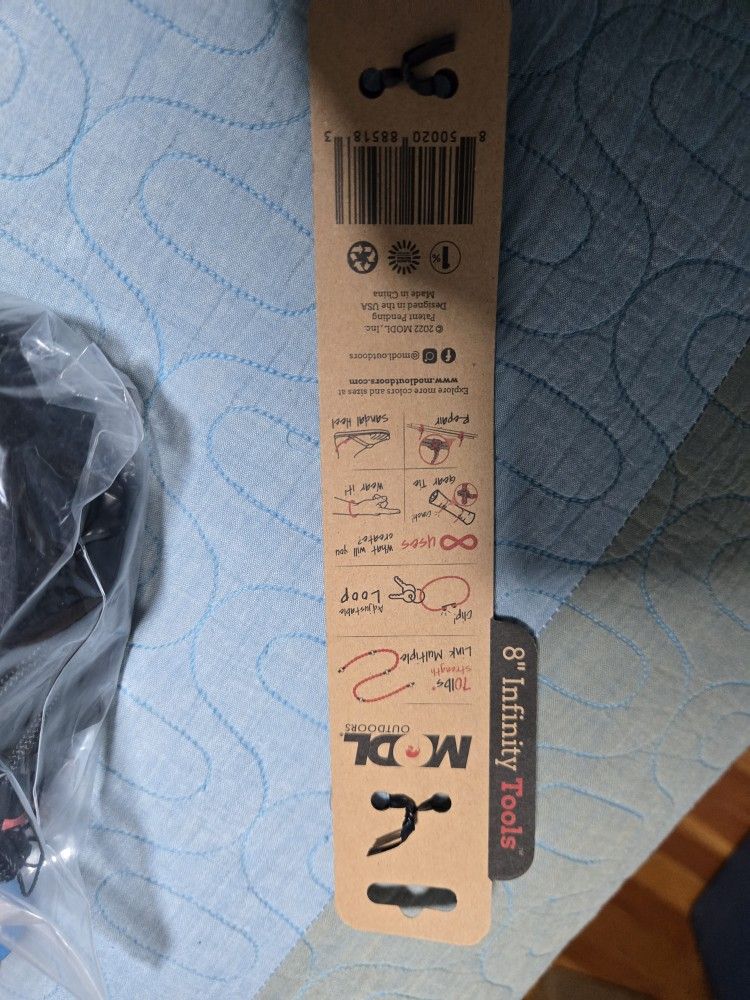 8" Infinity Tools™
MODL®
OUTDOORS
70lbs*
strength
Link Multiple
Clip!
Adjustable
Loop
∞ uses
What will you
create?
Cinch!
Gear Tie
Wear it!
Repair
Sandal Heel
Explore more colors and sizes at
www.modloutdoors.com
@modl.outdoors
© 2022 MODL, Inc.
Patent Pending
Designed in the USA
Made in China
1%
8 50020 88518 3